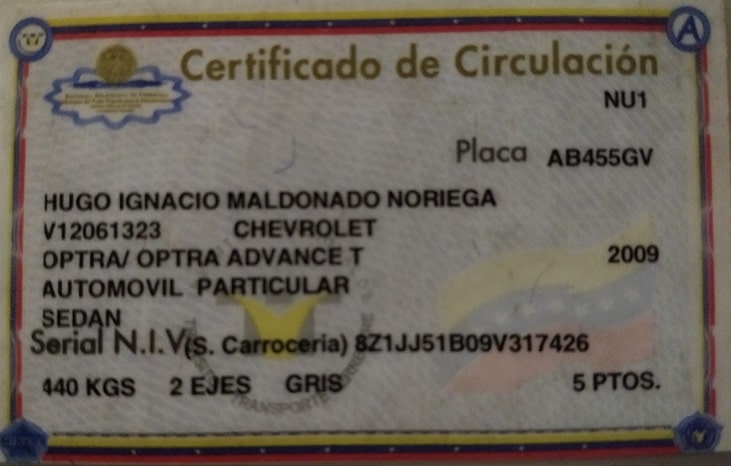 Certificado de Circulación
NU1
Placa AB455GV
HUGO IGNACIO MALDONADO NORIEGA
V12061323 CHEVROLET
OPTRA/ OPTRA ADVANCE T 2009
AUTOMOVIL PARTICULAR
SEDAN
Serial N.I.V(S. Carroceria) 8Z1JJ51B09V317426
440 KGS 2 EJES GRIS 5 PTOS.